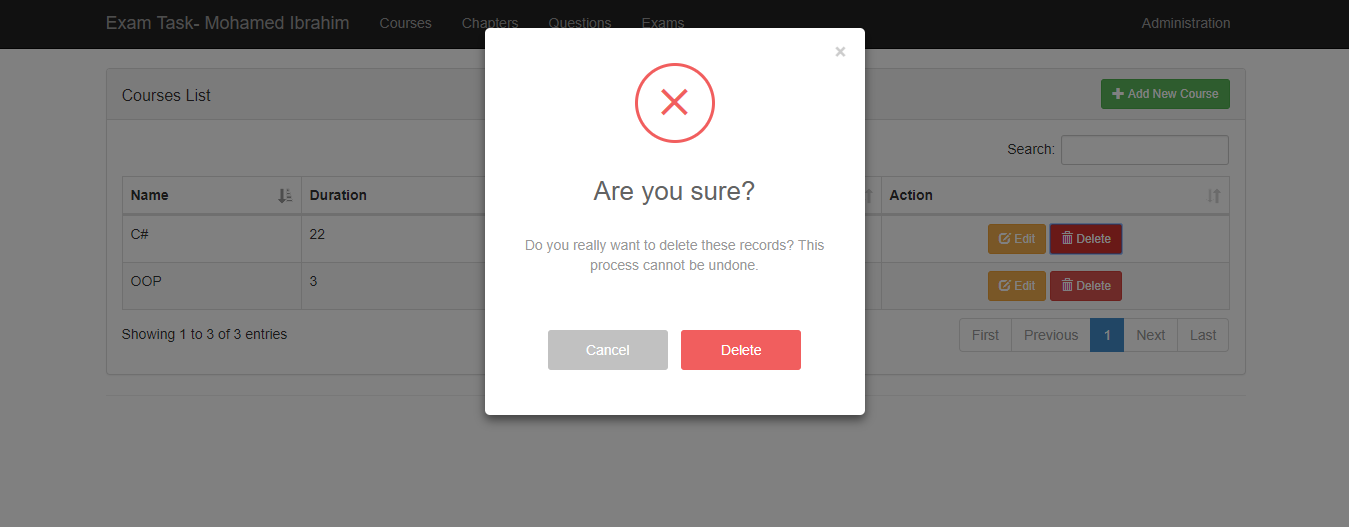 Exam Task- Mohamed Ibrahim Courses Chapters Questions Exams Administration
×
Courses List Add New Course
Search:
Are you sure?
Name Duration Action
C# 22 Edit Delete
Do you really want to delete these records? This
process cannot be undone.
OOP 3 Edit Delete
Showing 1 to 3 of 3 entries First Previous 1 Next Last
Cancel Delete